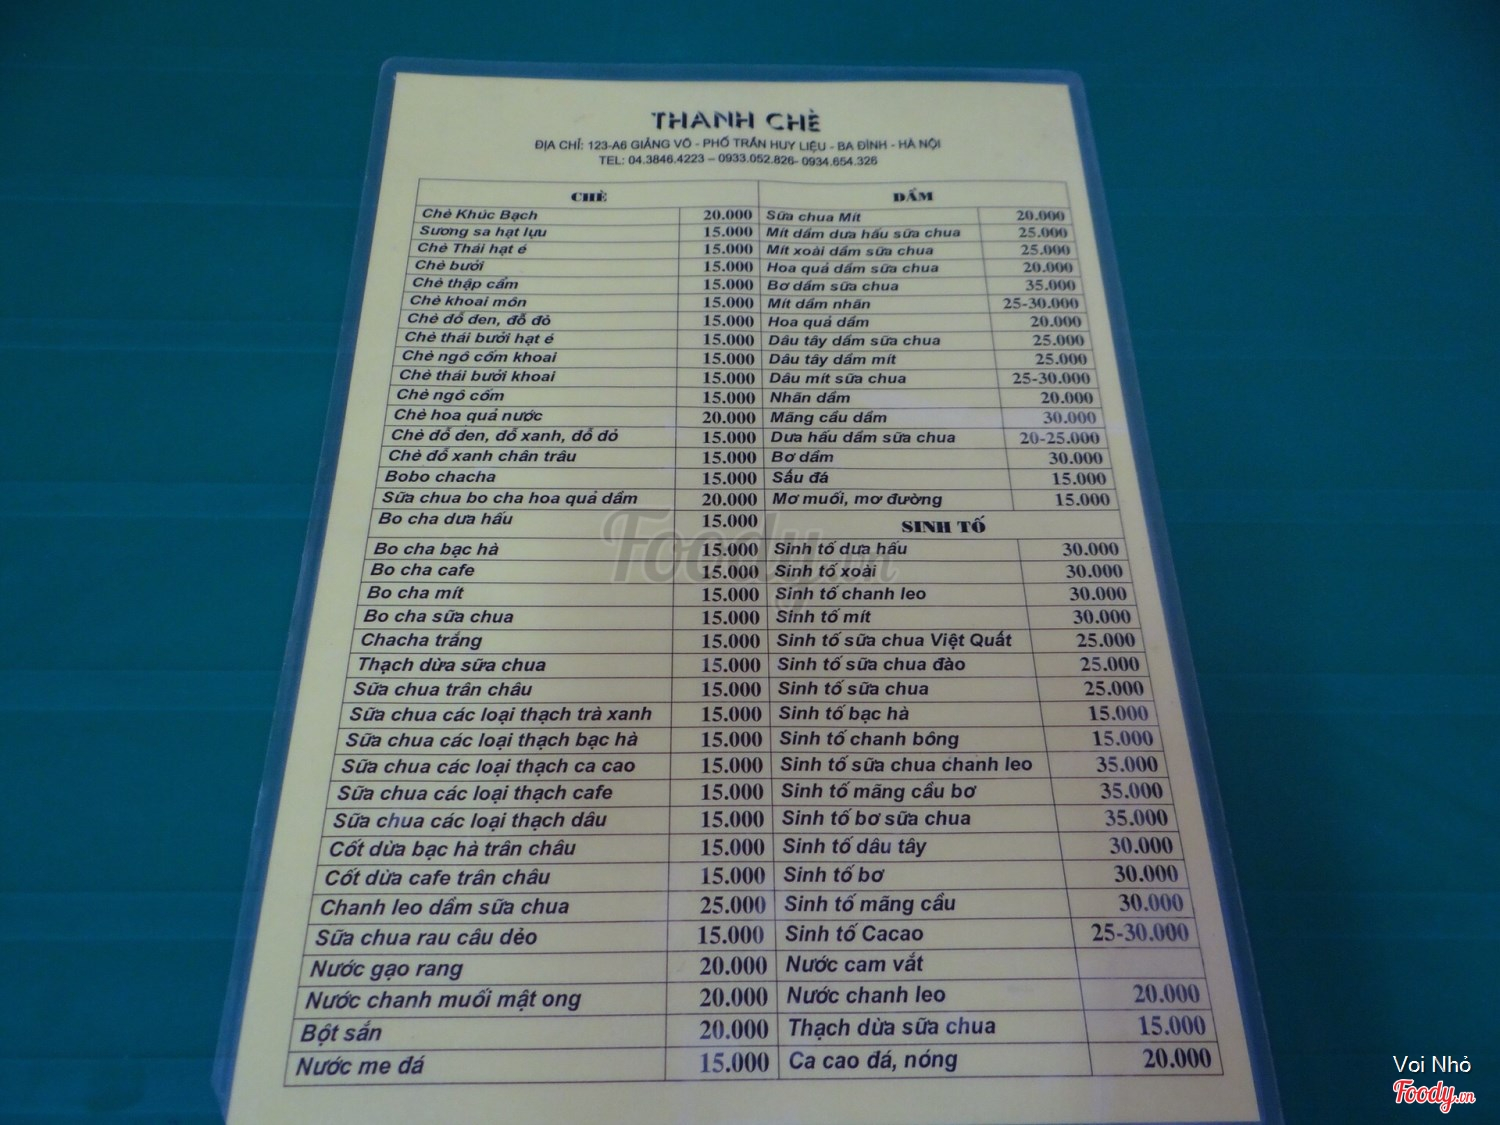 THANH CHÈ
ĐỊA CHỈ: 123-A6 GIẢNG VÕ - PHỐ TRẦN HUY LIỆU - BA ĐÌNH - HÀ NỘI
TEL: 04.3846.4223 – 0933.052.826- 0934.654.326
CHÈ DẦM
Chè Khúc Bạch 20.000 Sữa chua Mít 20.000
Sương sa hạt lựu 15.000 Mít dầm dưa hấu sữa chua 25.000
Chè Thái hạt é 15.000 Mít xoài dầm sữa chua 25.000
Chè bưởi 15.000 Hoa quả dầm sữa chua 20.000
Chè thập cẩm 15.000 Bơ dầm sữa chua 35.000
Chè khoai môn 15.000 Mít dầm nhãn 25-30.000
Chè đỗ đen, đỗ đỏ 15.000 Hoa quả dầm 20.000
Chè thái bưởi hạt é 15.000 Dâu tây dầm sữa chua 25.000
Chè ngô cốm khoai 15.000 Dâu tây dầm mít 25.000
Chè thái bưởi khoai 15.000 Dâu mít sữa chua 25-30.000
Chè ngô cốm 15.000 Nhãn dầm 20.000
Chè hoa quả nước 20.000 Mãng cầu dầm 30.000
Chè đỗ đen, đỗ xanh, đỗ đỏ 15.000 Dưa hấu dầm sữa chua 20-25.000
Chè đỗ xanh chân trâu 15.000 Bơ dầm 30.000
Bobo chacha 15.000 Sấu đá 15.000
Sữa chua bo cha hoa quả dầm 20.000 Mơ muối, mơ đường 15.000
Bo cha dưa hấu 15.000 SINH TỐ
Bo cha bạc hà 15.000 Sinh tố dưa hấu 30.000
Bo cha cafe 15.000 Sinh tố xoài 30.000
Bo cha mít 15.000 Sinh tố chanh leo 30.000
Bo cha sữa chua 15.000 Sinh tố mít 30.000
Chacha trắng 15.000 Sinh tố sữa chua Việt Quất 25.000
Thạch dừa sữa chua 15.000 Sinh tố sữa chua đào 25.000
Sữa chua trân châu 15.000 Sinh tố sữa chua 25.000
Sữa chua các loại thạch trà xanh 15.000 Sinh tố bạc hà 15.000
Sữa chua các loại thạch bạc hà 15.000 Sinh tố chanh bông 15.000
Sữa chua các loại thạch ca cao 15.000 Sinh tố sữa chua chanh leo 35.000
Sữa chua các loại thạch cafe 15.000 Sinh tố mãng cầu bơ 35.000
Sữa chua các loại thạch dâu 15.000 Sinh tố bơ sữa chua 35.000
Cốt dừa bạc hà trân châu 15.000 Sinh tố dâu tây 30.000
Cốt dừa cafe trân châu 15.000 Sinh tố bơ 30.000
Chanh leo dầm sữa chua 25.000 Sinh tố mãng cầu 30.000
Sữa chua rau câu dẻo 15.000 Sinh tố Cacao 25-30.000
Nước gạo rang 20.000 Nước cam vắt
Nước chanh muối mật ong 20.000 Nước chanh leo 20.000
Bột sắn 20.000 Thạch dừa sữa chua 15.000
Nước me đá 15.000 Ca cao đá, nóng 20.000
Foody.vn
Voi Nhỏ
Foody.vn